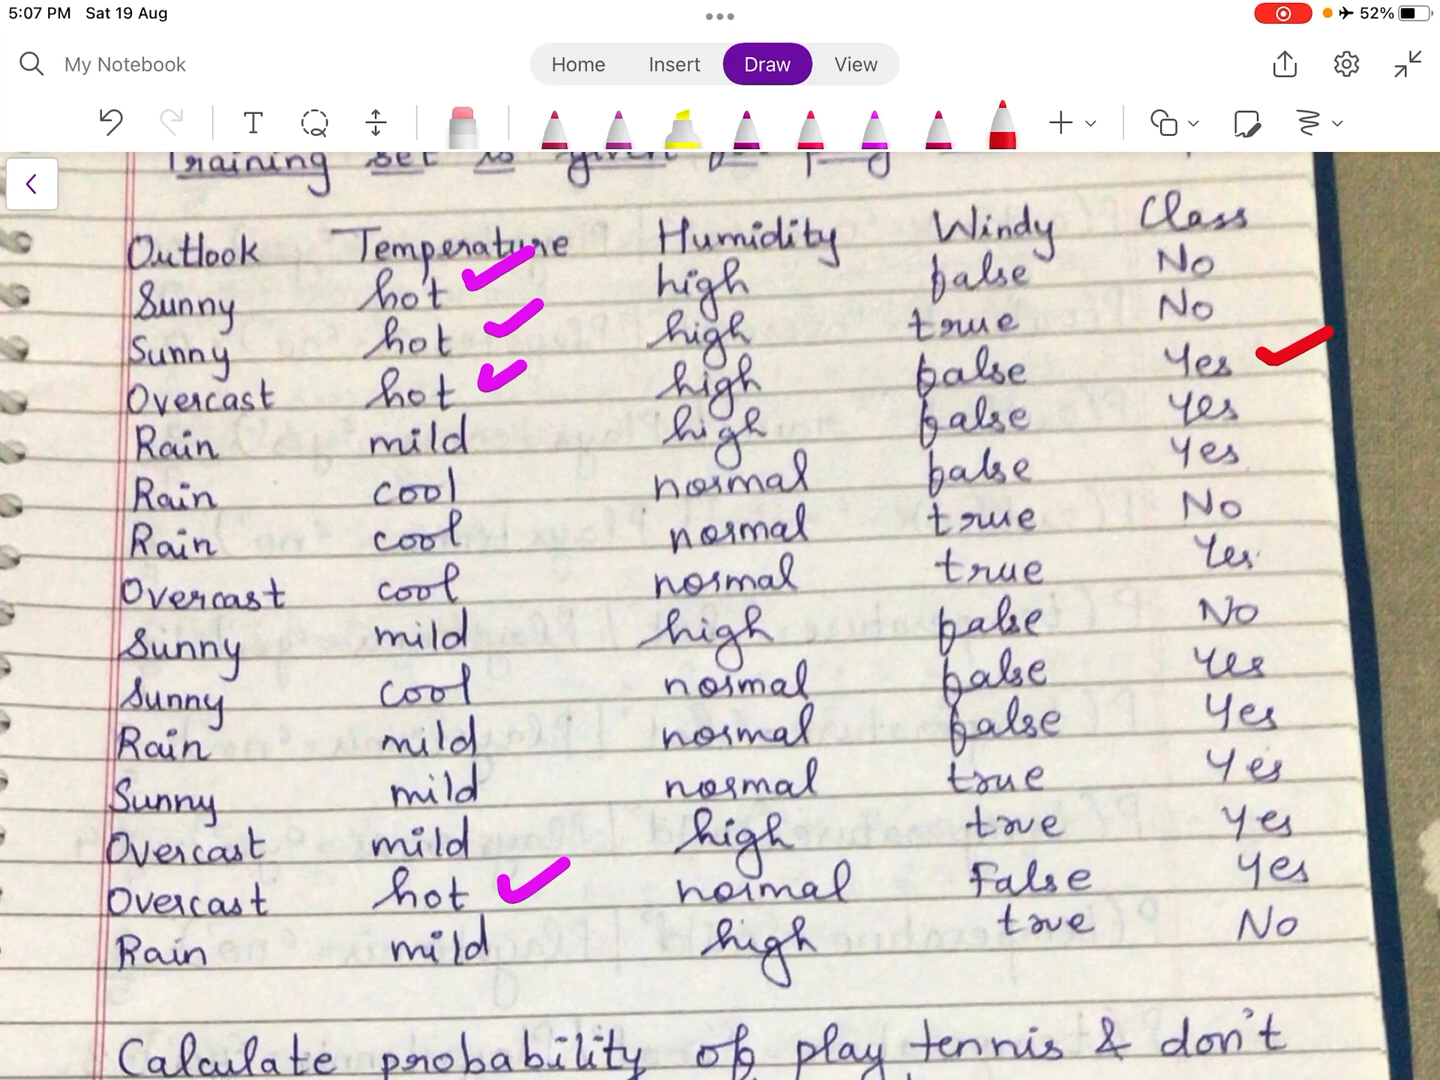 5:07 PM Sat 19 Aug 52%
My Notebook Home Insert Draw View
Training set is given for
Outlook Temperature Humidity Windy Class
Sunny hot high false No
Sunny hot high true No
Overcast hot high false Yes
Rain mild high false Yes
Rain cool normal false Yes
Rain cool normal true No
Overcast cool normal true Yes
Sunny mild high false No
Sunny cool normal false Yes
Rain mild normal false Yes
Sunny mild normal true Yes
Overcast mild high true Yes
Overcast hot normal False Yes
Rain mild high true No
Calculate probability of play tennis & don't